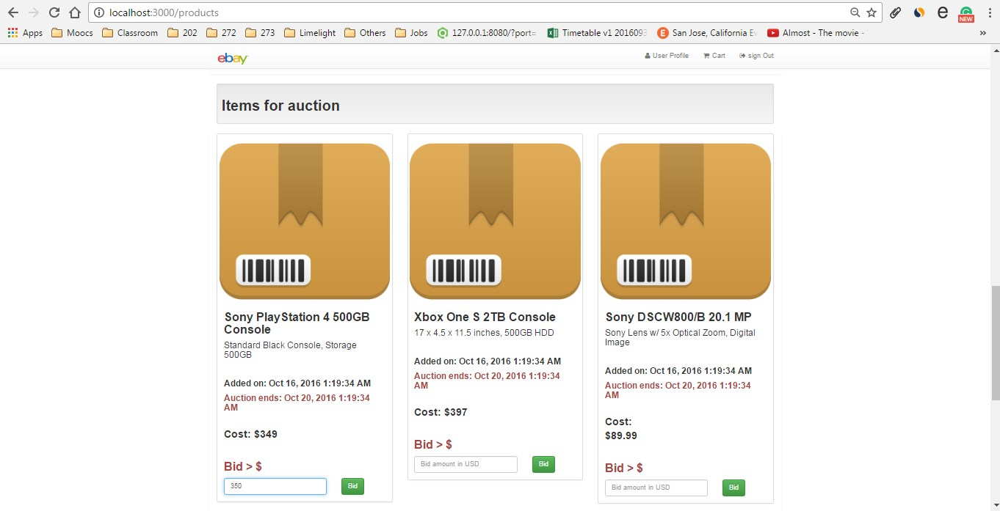 localhost:3000/products
Apps Moocs Classroom 202 272 273 Limelight Others Jobs 127.0.0.1:8080/?port= Timetable v1 201609 San Jose, California Ev Almost - The movie - »
NEW
ebay User Profile Cart sign Out
Items for auction
Sony PlayStation 4 500GB
Console
Standard Black Console, Storage
500GB
Added on: Oct 16, 2016 1:19:34 AM
Auction ends: Oct 20, 2016 1:19:34
AM
Cost: $349
Bid > $
350 Bid
Xbox One S 2TB Console
17 x 4.5 x 11.5 inches, 500GB HDD
Added on: Oct 16, 2016 1:19:34 AM
Auction ends: Oct 20, 2016 1:19:34
AM
Cost: $397
Bid > $
Bid amount in USD Bid
Sony DSCW800/B 20.1 MP
Sony Lens w/ 5x Optical Zoom, Digital
Image
Added on: Oct 16, 2016 1:19:34 AM
Auction ends: Oct 20, 2016 1:19:34
AM
Cost:
$89.99
Bid > $
Bid amount in USD Bid